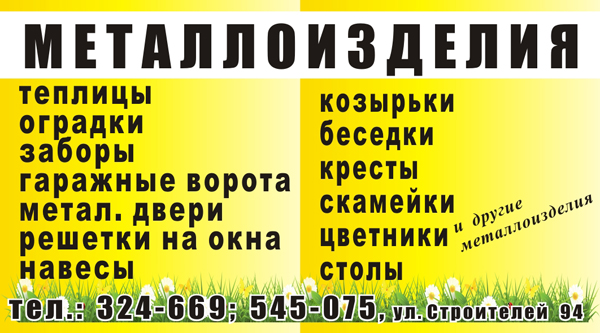 МЕТАЛЛОИЗДЕЛИЯ
теплицы
оградки
заборы
гаражные ворота
метал. двери
решетки на окна
навесы
козырьки
беседки
кресты
скамейки
цветники
столы
и другие
металлоизделия
тел.: 324-669; 545-075, ул. Строителей 94